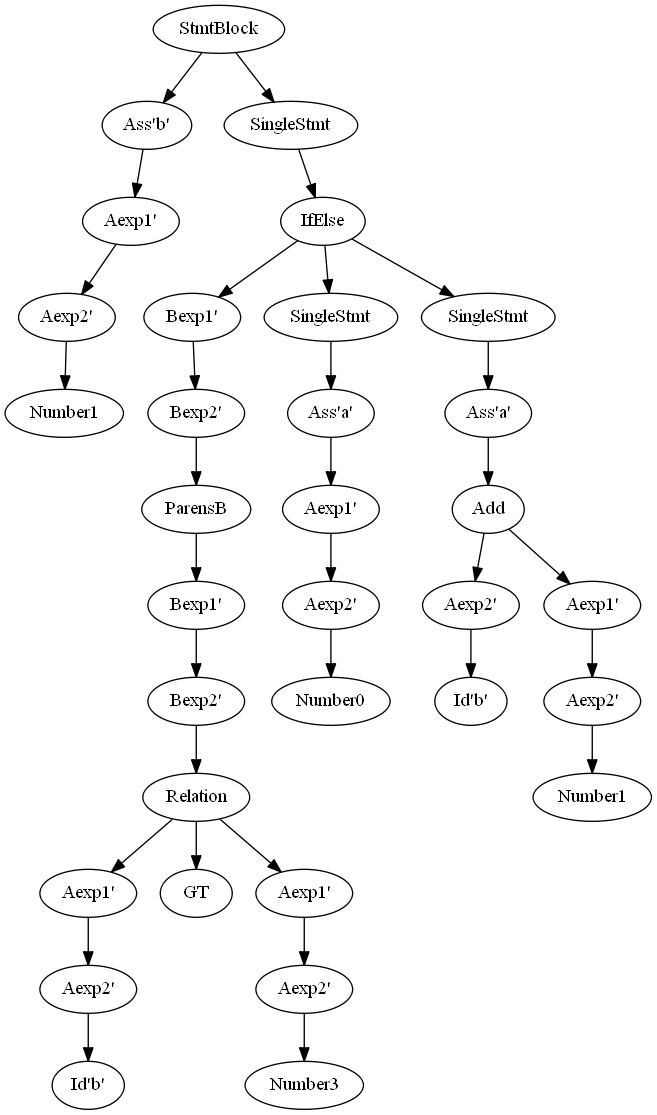 StmtBlock
Ass'b' SingleStmt
Aexp1' IfElse
Aexp2' Bexp1' SingleStmt SingleStmt
Number1 Bexp2' Ass'a' Ass'a'
ParensB Aexp1' Add
Bexp1' Aexp2' Aexp2' Aexp1'
Bexp2' Number0 Id'b' Aexp2'
Relation Number1
Aexp1' GT Aexp1'
Aexp2' Aexp2'
Id'b' Number3